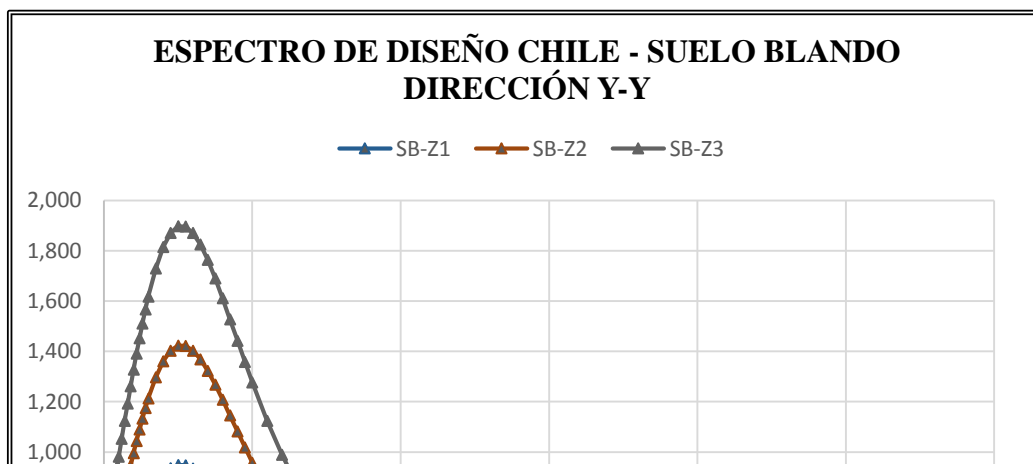 ESPECTRO DE DISEÑO CHILE - SUELO BLANDO
DIRECCIÓN Y-Y
SB-Z1 SB-Z2 SB-Z3
2,000
1,800
1,600
1,400
1,200
1,000